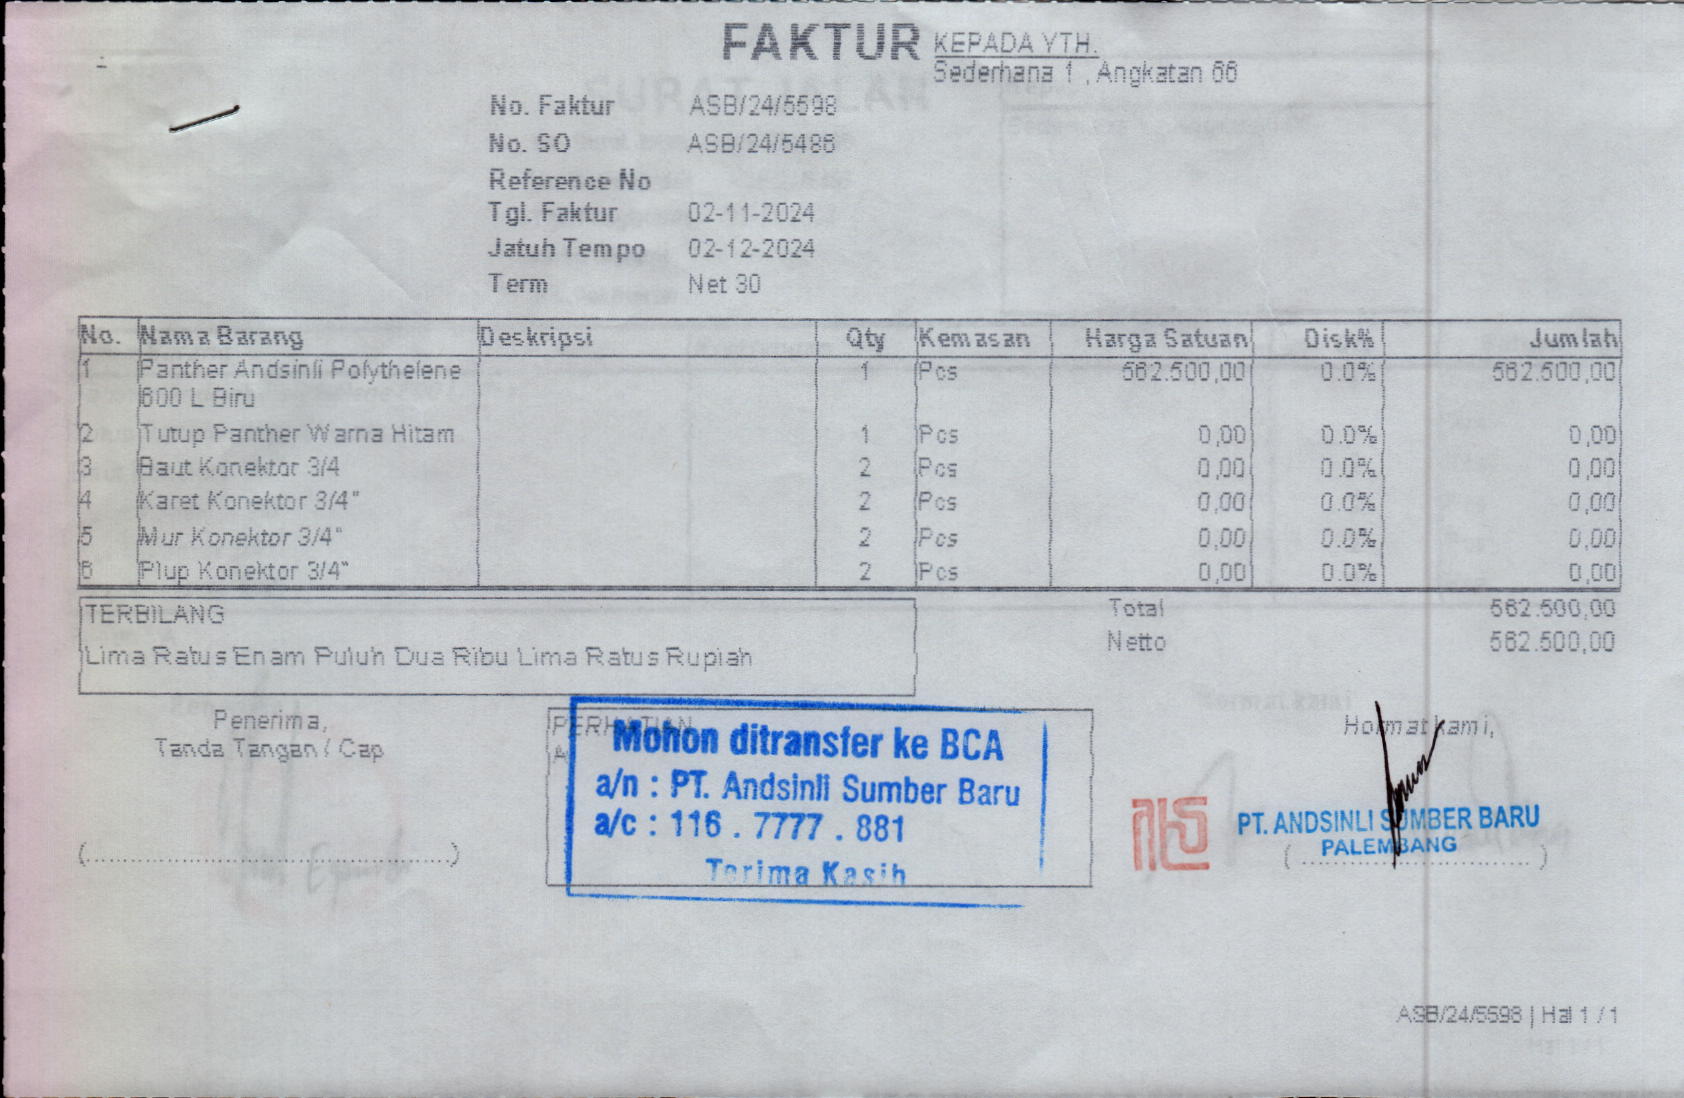 FAKTUR
KEPADA YTH.
Sederhana 1 , Angkatan 66
No. Faktur ASB/24/5598
No. SO ASB/24/5486
Reference No
Tgl. Faktur 02-11-2024
Jatuh Tempo 02-12-2024
Term Net 30
No. Nama Barang Deskripsi Qty Kemasan Harga Satuan Disk% Jumlah
1 Panther Andsinli Polythelene 1 Pcs 562.500,00 0.0% 562.500,00
600 L Biru
2 Tutup Panther Warna Hitam 1 Pcs 0,00 0.0% 0,00
3 Baut Konektor 3/4 2 Pcs 0,00 0.0% 0,00
4 Karet Konektor 3/4" 2 Pcs 0,00 0.0% 0,00
5 Mur Konektor 3/4" 2 Pcs 0,00 0.0% 0,00
6 Plup Konektor 3/4" 2 Pcs 0,00 0.0% 0,00
TERBILANG
Lima Ratus Enam Puluh Dua Ribu Lima Ratus Rupiah
Total 562.500,00
Netto 562.500,00
Penerima,
Tanda Tangan / Cap
(..........................................................)
PERHATIAN
Mohon ditransfer ke BCA
a/n : PT. Andsinli Sumber Baru
a/c : 116 . 7777 . 881
Terima Kasih
Hormat kami,
PT. ANDSINLI SUMBER BARU
PALEMBANG
( ...................................... )
ASB/24/5598 | Hal 1 / 1